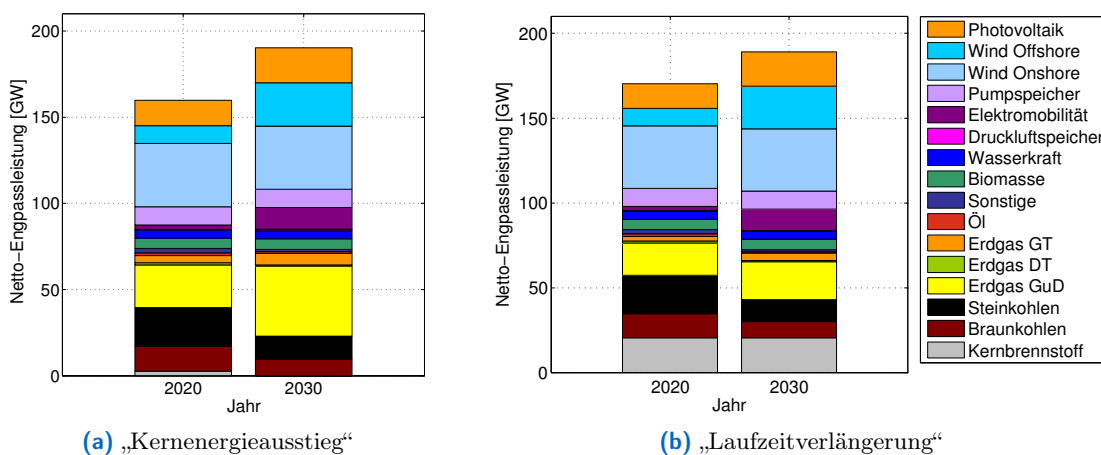 200
150
100
50
0
Netto−Engpassleistung [GW]
2020
2030
Jahr
(a) „Kernenergieausstieg“
200
150
100
50
0
Netto−Engpassleistung [GW]
2020
2030
Jahr
(b) „Laufzeitverlängerung“
Photovoltaik
Wind Offshore
Wind Onshore
Pumpspeicher
Elektromobilität
Druckluftspeicher
Wasserkraft
Biomasse
Sonstige
Öl
Erdgas GT
Erdgas DT
Erdgas GuD
Steinkohlen
Braunkohlen
Kernbrennstoff